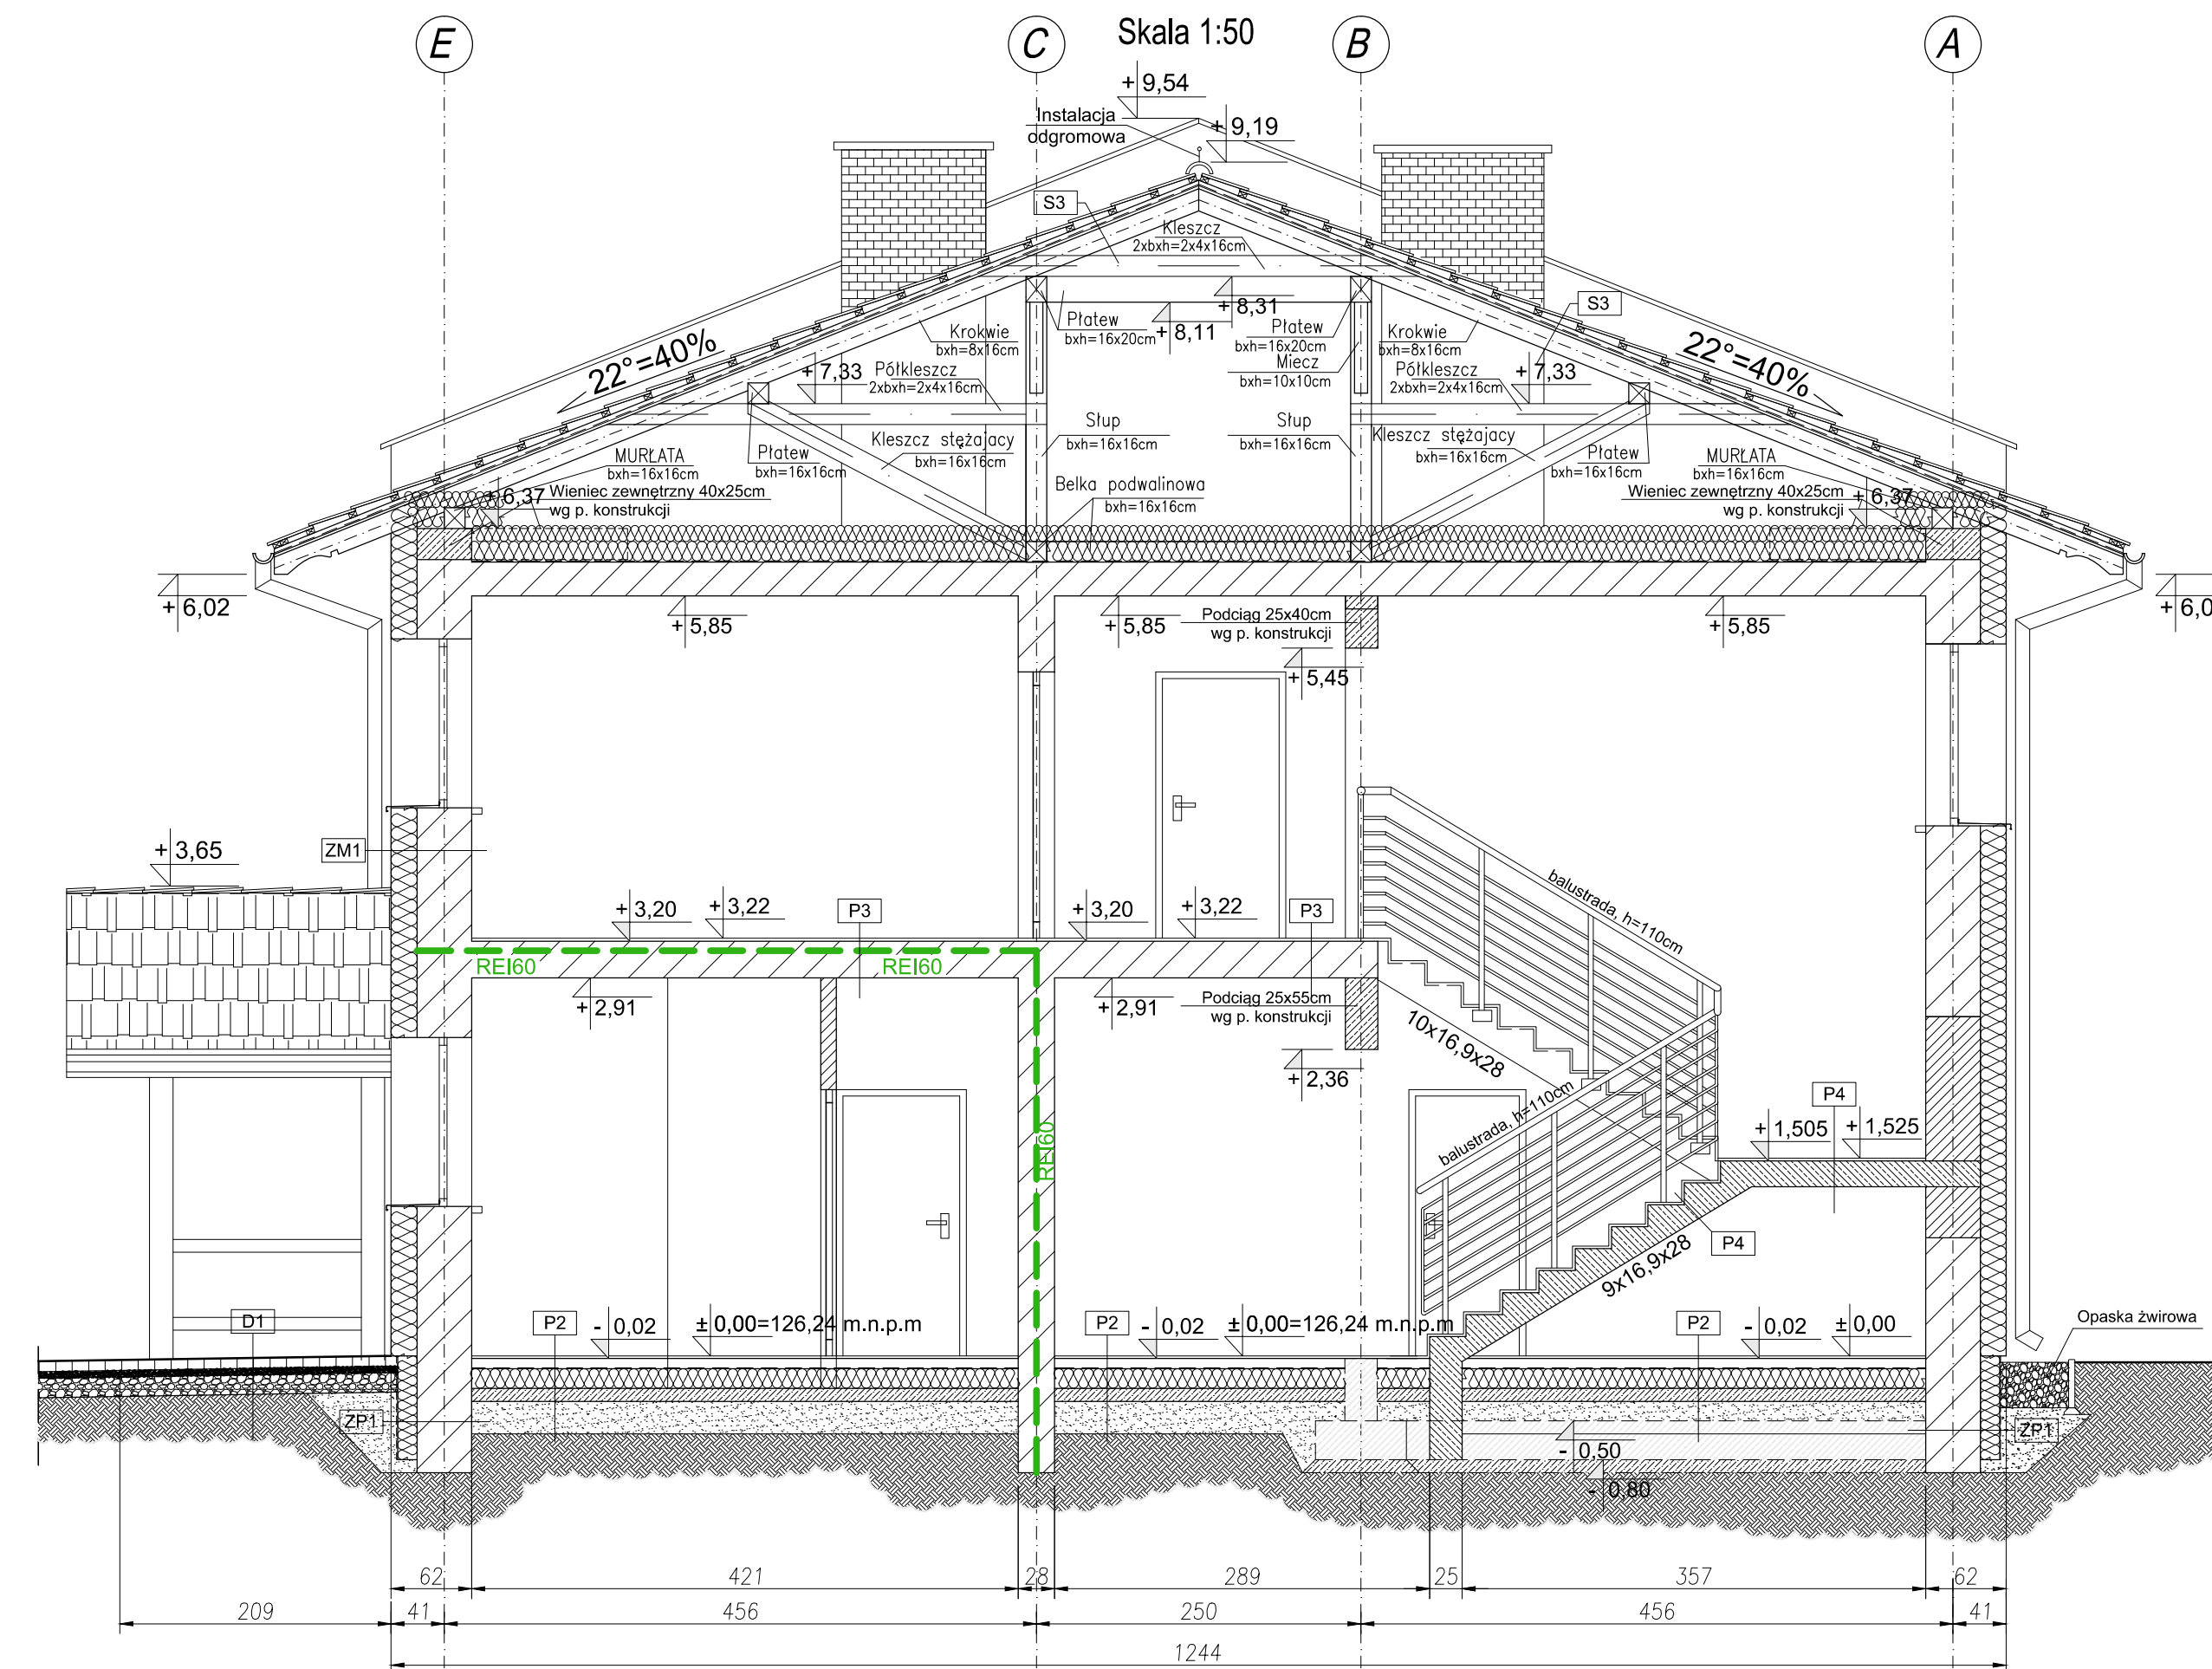 E
C
Skala 1:50
B
A
+ 9,54
Instalacja
odgromowa
+ 9,19
S3
Kleszcz
2xbxh=2x4x16cm
S3
+ 8,31
+ 8,11
Płatew
bxh=16x20cm
Płatew
bxh=16x20cm
Krokwie
bxh=8x16cm
Krokwie
bxh=8x16cm
Miecz
bxh=10x10cm
22°=40%
22°=40%
+ 7,33
Półkleszcz
2xbxh=2x4x16cm
Półkleszcz
2xbxh=2x4x16cm
+ 7,33
Słup
bxh=16x16cm
Słup
bxh=16x16cm
Kleszcz stężajacy
bxh=16x16cm
Kleszcz stężajacy
bxh=16x16cm
MURŁATA
bxh=16x16cm
Płatew
bxh=16x16cm
Płatew
bxh=16x16cm
MURŁATA
bxh=16x16cm
Belka podwalinowa
bxh=16x16cm
+ 6,37
Wieniec zewnętrzny 40x25cm
wg p. konstrukcji
Wieniec zewnętrzny 40x25cm
wg p. konstrukcji
+ 6,37
+ 6,02
+ 6,0
+ 5,85
+ 5,85
Podciąg 25x40cm
wg p. konstrukcji
+ 5,85
+ 5,45
ZM1
+ 3,65
balustrada, h=110cm
+ 3,20
+ 3,22
P3
+ 3,20
+ 3,22
P3
REI60
REI60
+ 2,91
+ 2,91
Podciąg 25x55cm
wg p. konstrukcji
10x16,9x28
+ 2,36
P4
balustrada, h=110cm
REI60
+ 1,505
+ 1,525
P4
9x16,9x28
D1
P2
- 0,02
± 0,00=126,24 m.n.p.m
P2
- 0,02
± 0,00=126,24 m.n.p.m
P2
- 0,02
± 0,00
Opaska żwirowa
ZP1
ZP1
- 0,50
- 0,80
62
421
28
289
25
357
62
209
41
456
250
456
41
1244